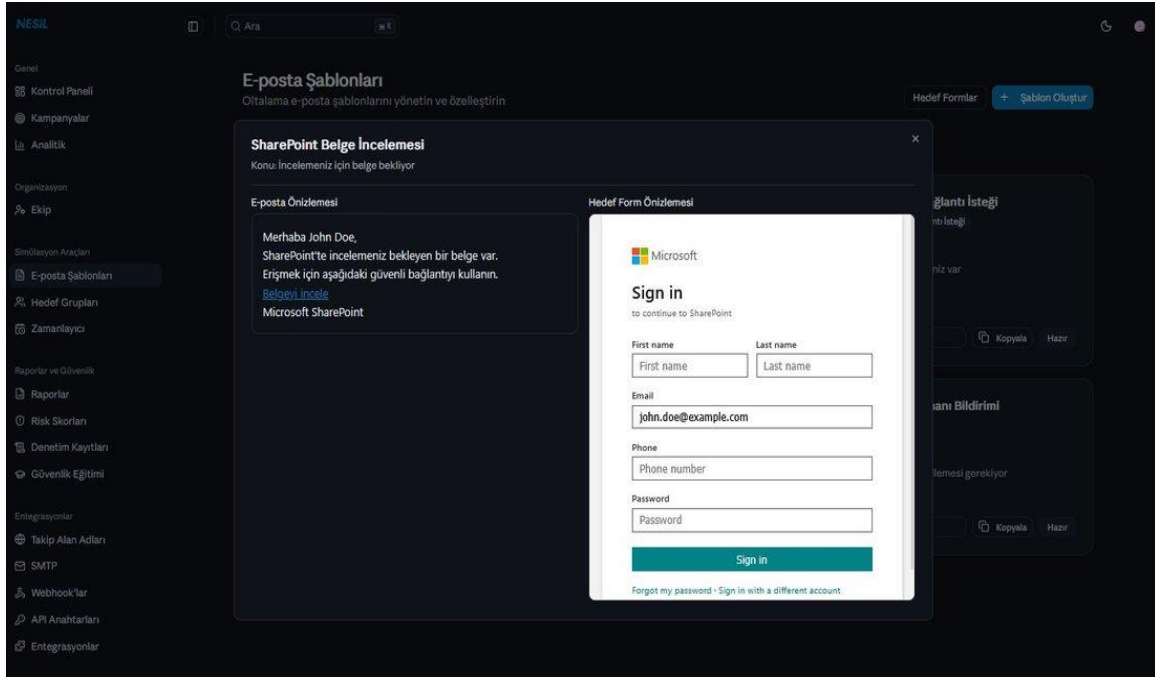 NESIL
Ara
⌘ K
Genel
Kontrol Paneli
Kampanyalar
Analitik
Organizasyon
Ekip
Simülasyon Araçları
E-posta Şablonları
Hedef Grupları
Zamanlayıcı
Raporlar ve Güvenlik
Raporlar
Risk Skorları
Denetim Kayıtları
Güvenlik Eğitimi
Entegrasyonlar
Takip Alan Adları
SMTP
Webhook'lar
API Anahtarları
Entegrasyonlar
E-posta Şablonları
Oltalama e-posta şablonlarını yönetin ve özelleştirin
Hedef Formlar
+ Şablon Oluştur
SharePoint Belge İncelemesi
Konu: İncelemeniz için belge bekliyor
E-posta Önizlemesi
Merhaba John Doe,
SharePoint'te incelemeniz bekleyen bir belge var.
Erişmek için aşağıdaki güvenli bağlantıyı kullanın.
Belgeyi incele
Microsoft SharePoint
Hedef Form Önizlemesi
Microsoft
Sign in
to continue to SharePoint
First name Last name
First name Last name
Email
john.doe@example.com
Phone
Phone number
Password
Password
Sign in
Forgot my password · Sign in with a different account
ğlantı İsteği
ntı İsteği
niz var
Kopyala Hazır
anı Bildirimi
lemesi gerekiyor
Kopyala Hazır